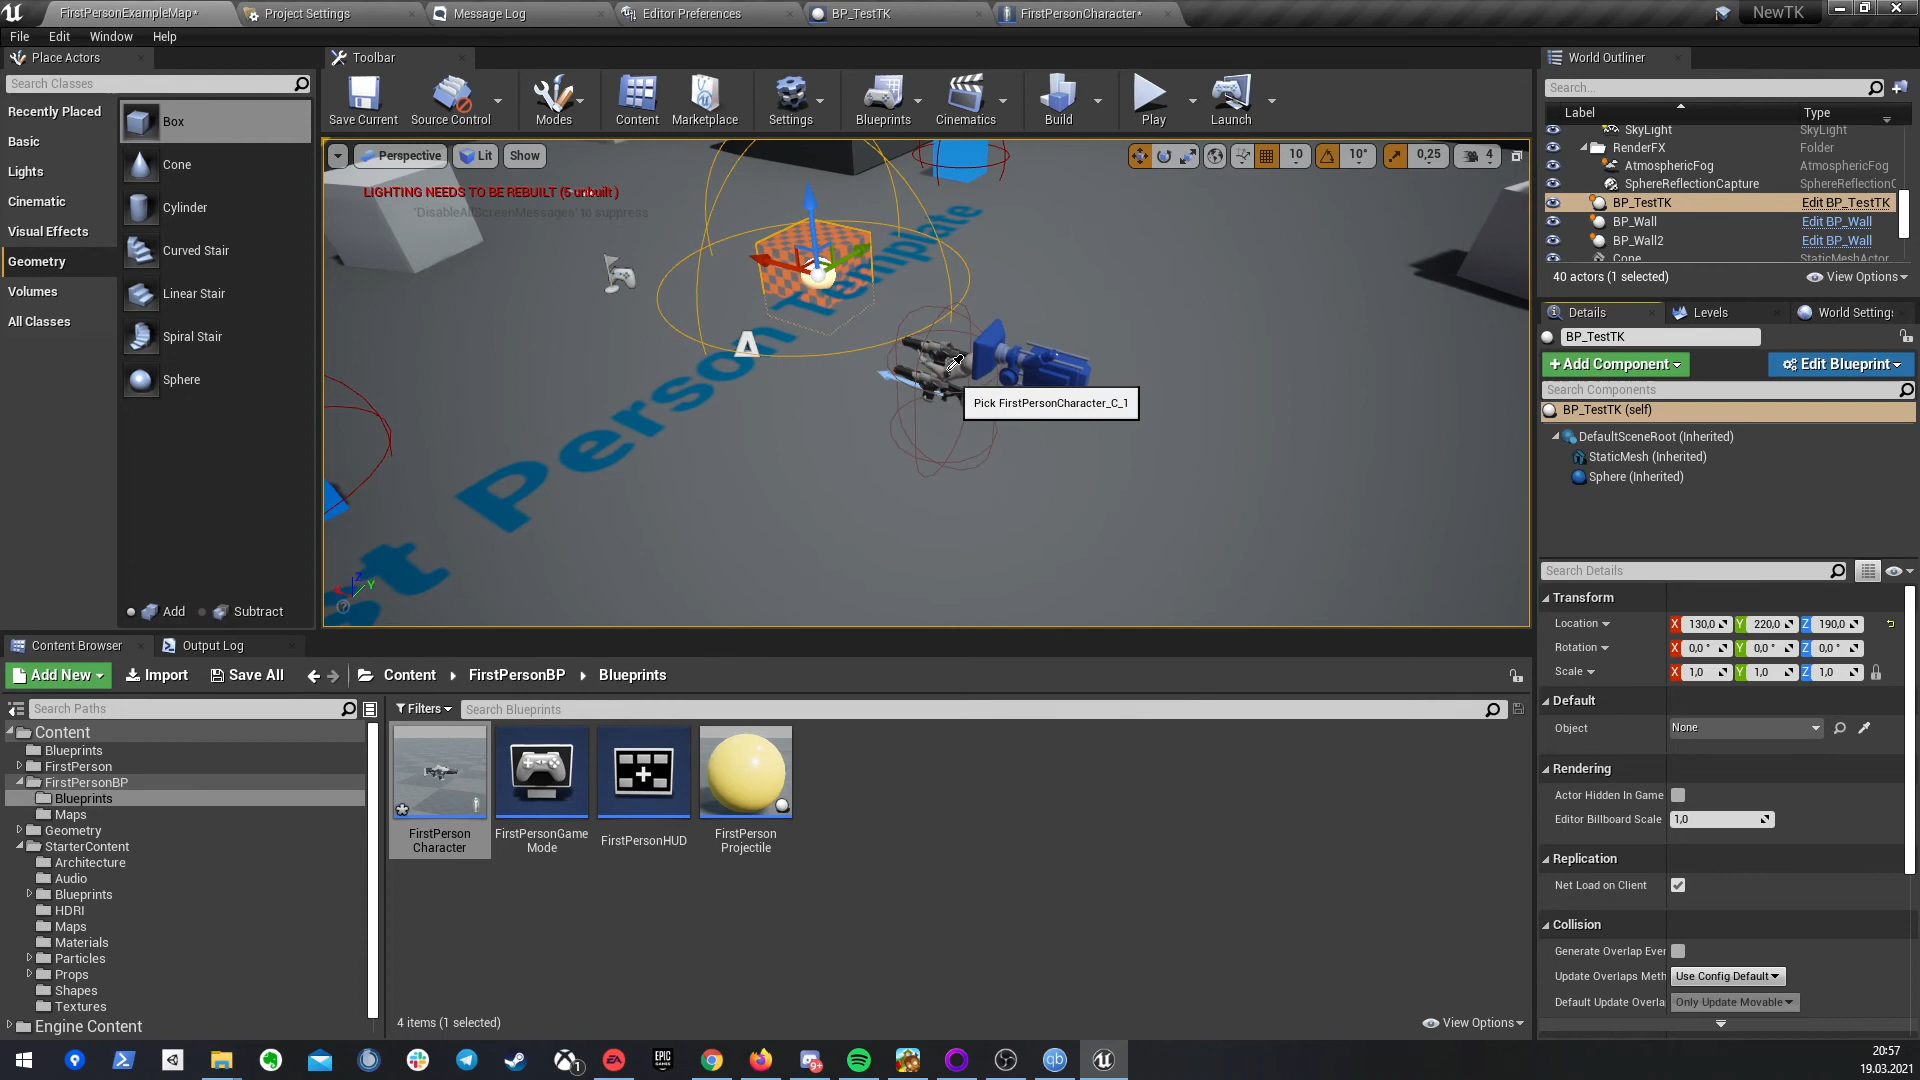 FirstPersonExampleMap*
Project Settings
Message Log
Editor Preferences
BP_TestTK
FirstPersonCharacter*
NewTK
File
Edit
Window
Help
Place Actors
Search Classes
Recently Placed
Basic
Lights
Cinematic
Visual Effects
Geometry
Volumes
All Classes
Box
Cone
Cylinder
Curved Stair
Linear Stair
Spiral Stair
Sphere
Add
Subtract
Toolbar
Save Current
Source Control
Modes
Content
Marketplace
Settings
Blueprints
Cinematics
Build
Play
Launch
Perspective
Lit
Show
10
10°
0,25
4
LIGHTING NEEDS TO BE REBUILT (5 unbuilt )
'DisableAllScreenMessages' to suppress
st Person Template
Pick FirstPersonCharacter_C_1
World Outliner
Search...
Label
Type
SkyLight
SkyLight
RenderFX
Folder
AtmosphericFog
AtmosphericFog
SphereReflectionCapture
SphereReflectionC
BP_TestTK
Edit BP_TestTK
BP_Wall
Edit BP_Wall
BP_Wall2
Edit BP_Wall
Cone
StaticMeshActor
40 actors (1 selected)
View Options
Details
Levels
World Settings
BP_TestTK
+Add Component
Edit Blueprint
Search Components
BP_TestTK (self)
DefaultSceneRoot (Inherited)
StaticMesh (Inherited)
Sphere (Inherited)
Search Details
Transform
Location
X 130,0
Y 220,0
Z 190,0
Rotation
X 0,0 °
Y 0,0 °
Z 0,0 °
Scale
X 1,0
Y 1,0
Z 1,0
Default
Object
None
Rendering
Actor Hidden In Game
Editor Billboard Scale
1,0
Replication
Net Load on Client
Collision
Generate Overlap Ever
Update Overlaps Meth
Use Config Default
Default Update Overla
Only Update Movable
Content Browser
Output Log
Add New
Import
Save All
Content
FirstPersonBP
Blueprints
Search Paths
Filters
Search Blueprints
Content
Blueprints
FirstPerson
FirstPersonBP
Blueprints
Maps
Geometry
StarterContent
Architecture
Audio
Blueprints
HDRI
Maps
Materials
Particles
Props
Shapes
Textures
Engine Content
FirstPerson
Character
FirstPersonGame
Mode
FirstPersonHUD
FirstPerson
Projectile
4 items (1 selected)
View Options
20:57
19.03.2021